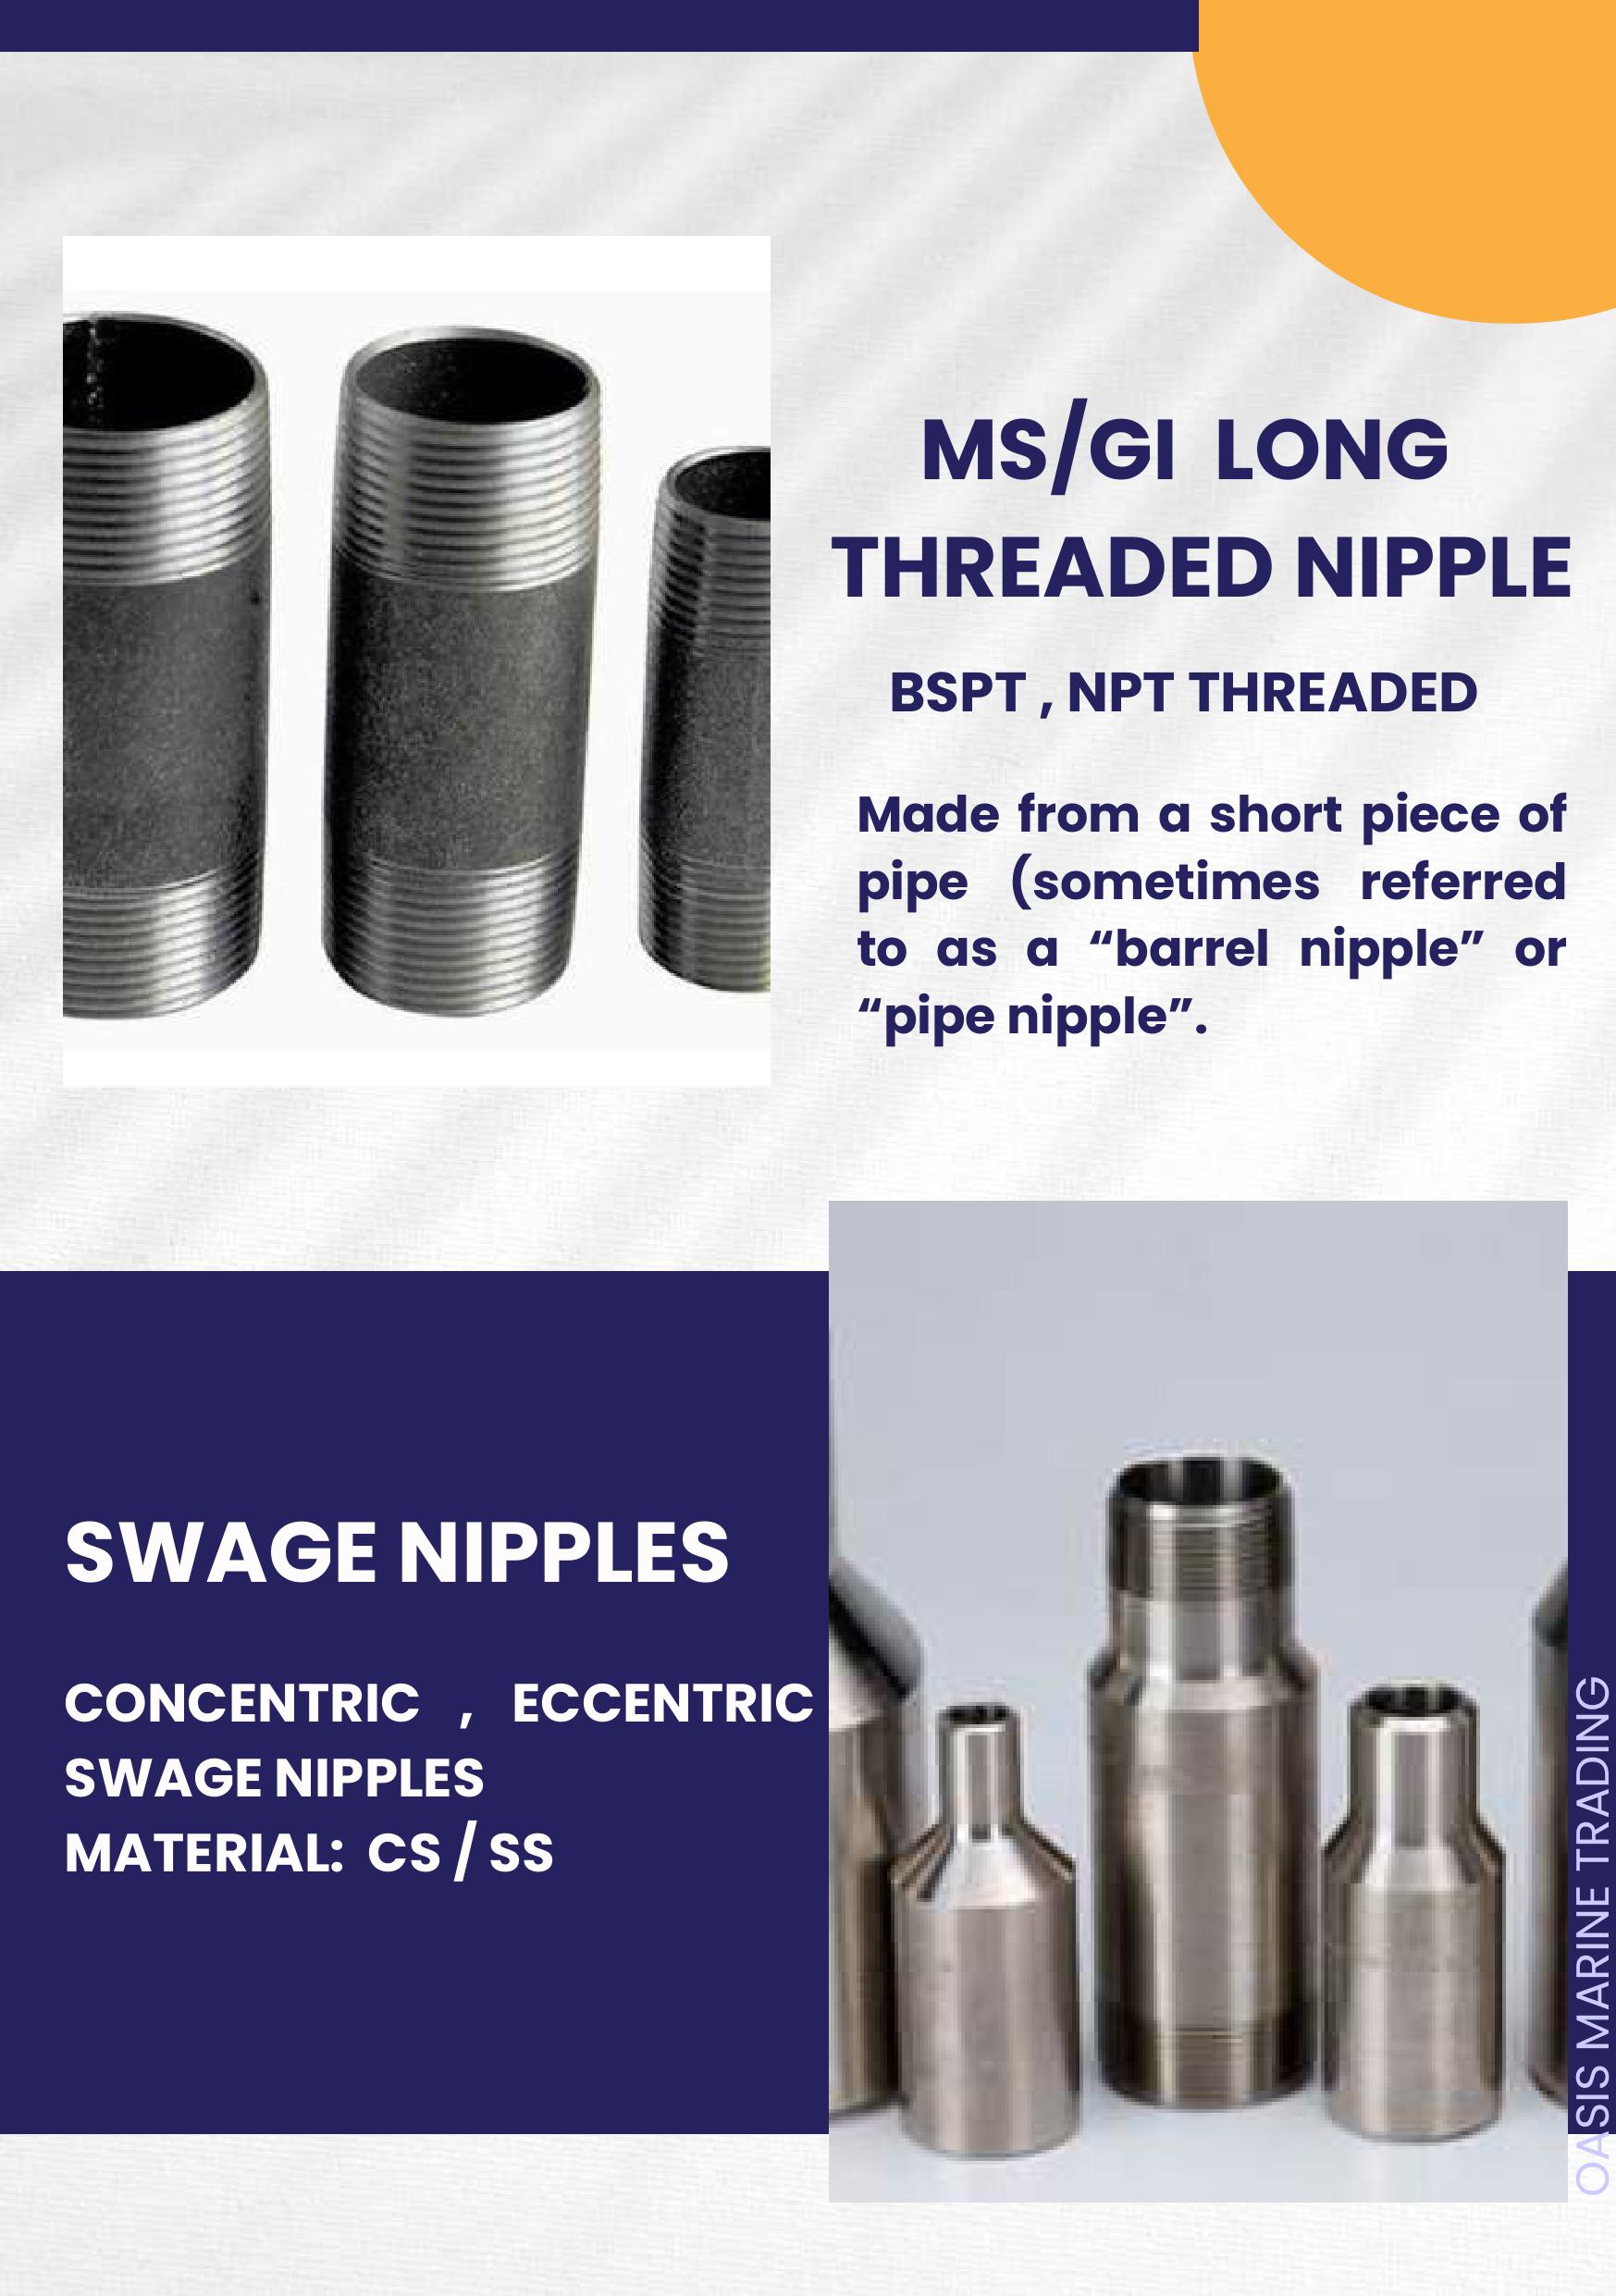 MS/GI LONG
THREADED NIPPLE
BSPT , NPT THREADED
Made from a short piece of
pipe (sometimes referred
to as a “barrel nipple” or
“pipe nipple”.
SWAGE NIPPLES
CONCENTRIC , ECCENTRIC
SWAGE NIPPLES
MATERIAL: CS / SS
OASIS MARINE TRADING